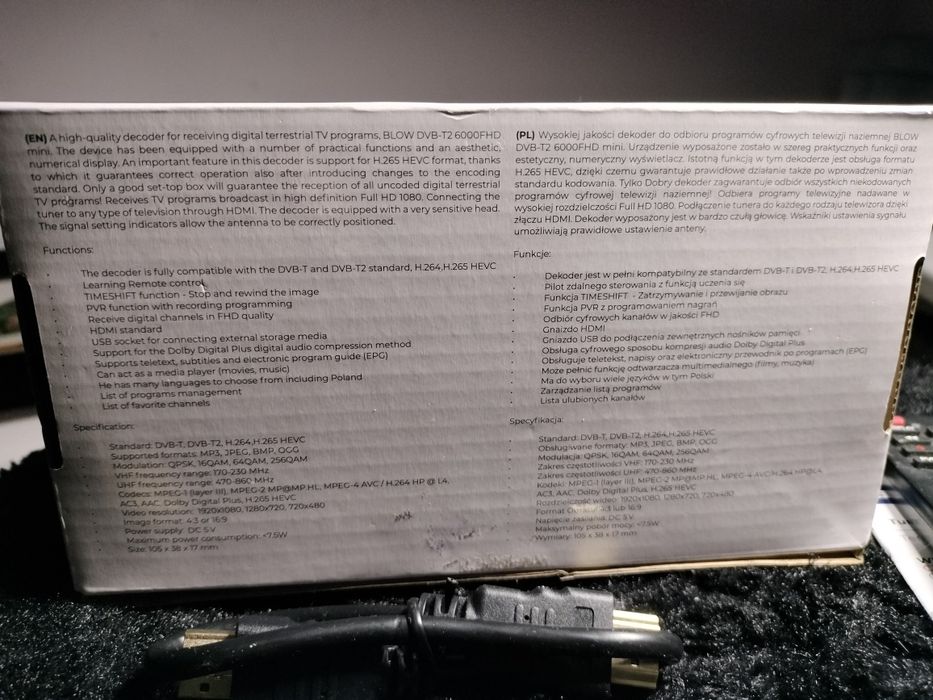 (EN) A high-quality decoder for receiving digital terrestrial TV programs, BLOW DVB-T2 6000FHD
mini. The device has been equipped with a number of practical functions and an aesthetic,
numerical display. An important feature in this decoder is support for H.265 HEVC format, thanks
to which it guarantees correct operation also after introducing changes to the encoding
standard. Only a good set-top box will guarantee the reception of all uncoded digital terrestrial
TV programs! Receives TV programs broadcast in high definition Full HD 1080. Connecting the
tuner to any type of television through HDMI. The decoder is equipped with a very sensitive head.
The signal setting indicators allow the antenna to be correctly positioned.
Functions:
The decoder is fully compatible with the DVB-T and DVB-T2 standard, H.264,H.265 HEVC
Learning Remote control
TIMESHIFT function - Stop and rewind the image
PVR function with recording programming
Receive digital channels in FHD quality
HDMI standard
USB socket for connecting external storage media
Support for the Dolby Digital Plus digital audio compression method
Supports teletext, subtitles and electronic program guide (EPG)
Can act as a media player (movies, music)
He has many languages to choose from including Poland
List of programs management
List of favorite channels
Specification:
Standard: DVB-T, DVB-T2, H.264,H.265 HEVC
Supported formats: MP3, JPEG, BMP, OGG
Modulation: QPSK, 16QAM, 64QAM, 256QAM
VHF frequency range: 170-230 MHz
UHF frequency range: 470-860 MHz
Codecs: MPEG-1 (layer III), MPEG-2 MP@MP.HL, MPEG-4 AVC / H.264 HP @ L4.
AC3, AAC, Dolby Digital Plus, H.265 HEVC
Video resolution: 1920x1080, 1280x720, 720x480
Image format: 4:3 or 16:9
Power supply: DC 5V
Maximum power consumption: <7.5W
Size: 105 x 38 x 17 mm
(PL) Wysokiej jakości dekoder do odbioru programów cyfrowych telewizji naziemnej BLOW
DVB-T2 6000FHD mini. Urządzenie wyposażone zostało w szereg praktycznych funkcji oraz
estetyczny, numeryczny wyświetlacz. Istotną funkcją w tym dekoderze jest obsługa formatu
H.265 HEVC, dzięki czemu gwarantuje prawidłowe działanie także po wprowadzeniu zmian
standardu kodowania. Tylko Dobry dekoder zagwarantuje odbiór wszystkich niekodowanych
programów cyfrowej telewizji naziemnej! Odbiera programy telewizyjne nadawane w
wysokiej rozdzielczości Full HD 1080. Podłączenie tunera do każdego rodzaju telewizora dzięki
złączu HDMI. Dekoder wyposażony jest w bardzo czułą głowicę. Wskaźniki ustawienia sygnału
umożliwiają prawidłowe ustawienie anteny.
Funkcje:
Dekoder jest w pełni kompatybilny ze standardem DVB-T i DVB-T2, H.264,H.265 HEVC
Pilot zdalnego sterowania z funkcją uczenia się
Funkcja TIMESHIFT - Zatrzymywanie i przewijanie obrazu
Funkcja PVR z programowaniem nagrań
Odbiór cyfrowych kanałów w jakości FHD
Gniazdo HDMI
Gniazdo USB do podłączenia zewnętrznych nośników pamięci
Obsługa cyfrowego sposobu kompresji audio Dolby Digital Plus
Obsługuje teletekst, napisy oraz elektroniczny przewodnik po programach (EPG)
Może pełnić funkcję odtwarzacza multimedialnego (filmy, muzyka)
Ma do wyboru wiele języków w tym Polski
Zarządzanie listą programów
Lista ulubionych kanałów
Specyfikacja:
Standard: DVB-T, DVB-T2, H.264,H.265 HEVC
Obsługiwane formaty: MP3, JPEG, BMP, OGG
Modulacja: QPSK, 16QAM, 64QAM, 256QAM
Zakres częstotliwości VHF: 170-230 MHz
Zakres częstotliwości UHF: 470-860 MHz
Kodeki: MPEG-1 (layer III), MPEG-2 MP@MP.HL, MPEG-4 AVC/H.264 HP@L4.
AC3, AAC, Dolby Digital Plus, H.265 HEVC
Rozdzielczość wideo: 1920x1080, 1280x720, 720x480
Format Obrazu: 4:3 lub 16:9
Napięcie zasilania: DC 5V
Maksymalny pobór mocy: <7.5W
Wymiary: 105 x 38 x 17 mm